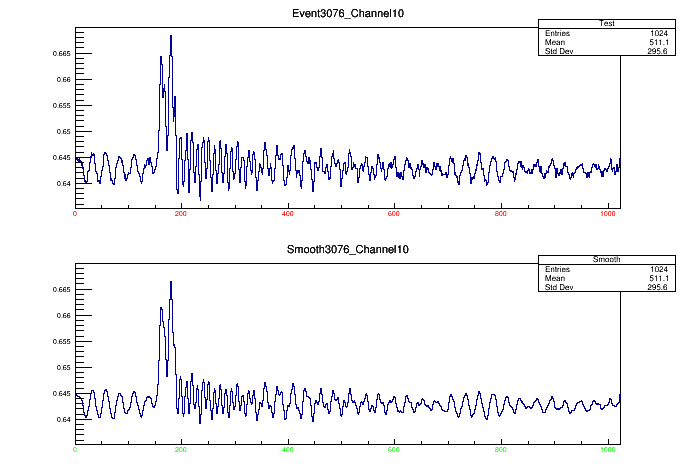 Event3076_Channel10
Test
Entries 1024
Mean 511.1
Std Dev 295.6
0.665
0.66
0.655
0.65
0.645
0.64
0 200 400 600 800 1000
Smooth3076_Channel10
Smooth
Entries 1024
Mean 511.1
Std Dev 295.6
0.665
0.66
0.655
0.65
0.645
0.64
0 200 400 600 800 1000